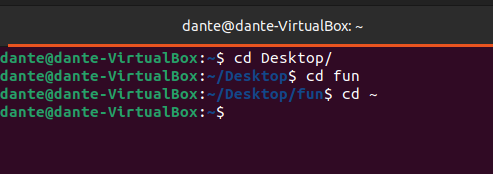 dante@dante-VirtualBox: ~
dante@dante-VirtualBox:~$ cd Desktop/
dante@dante-VirtualBox:~/Desktop$ cd fun
dante@dante-VirtualBox:~/Desktop/fun$ cd ~
dante@dante-VirtualBox:~$